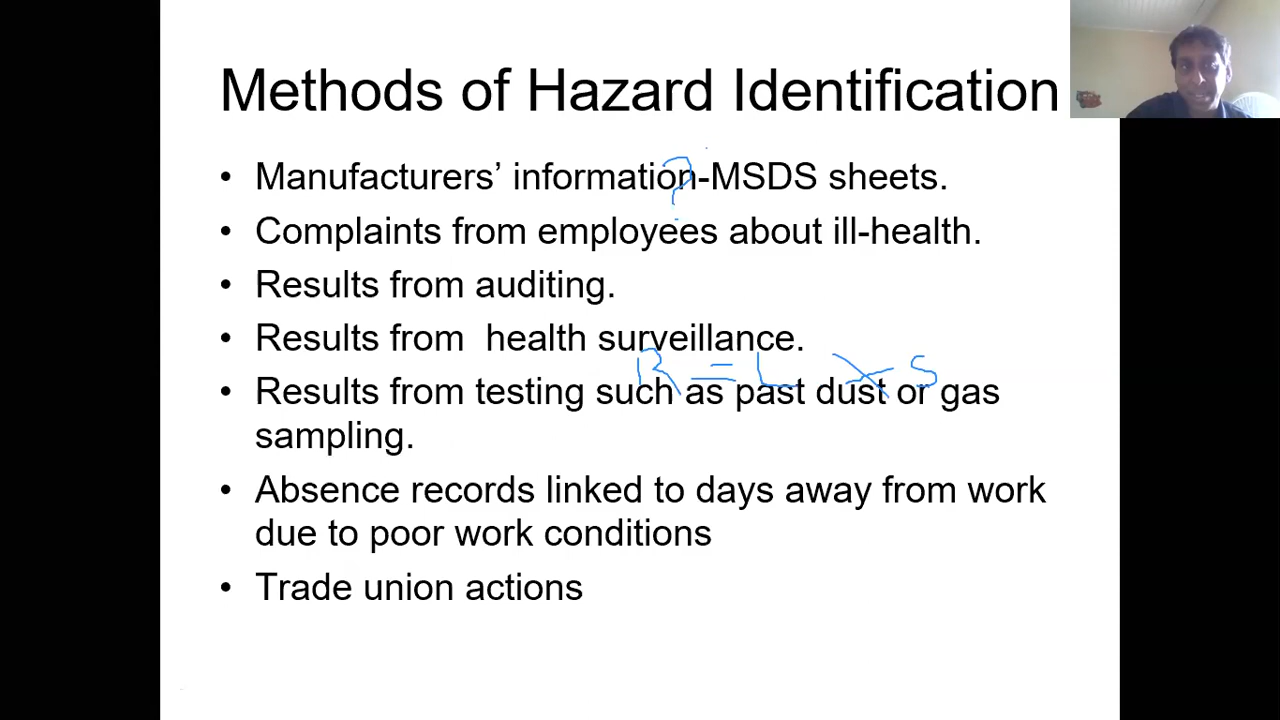 Methods of Hazard Identification
• Manufacturers’ information-MSDS sheets.
?
• Complaints from employees about ill-health.
• Results from auditing.
• Results from  health surveillance.
R = L X S
• Results from testing such as past dust or gas
sampling.
• Absence records linked to days away from work
due to poor work conditions
• Trade union actions